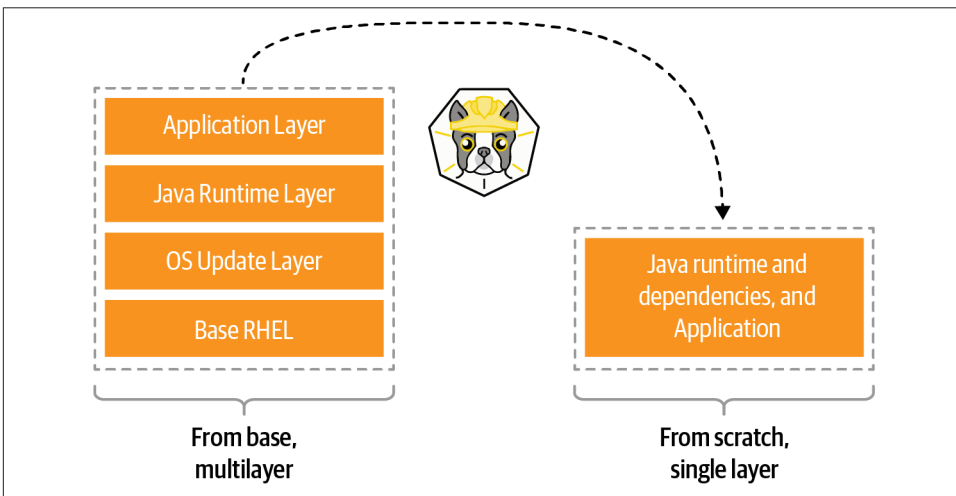 Application Layer
Java Runtime Layer
OS Update Layer
Base RHEL
From base,
multilayer
Java runtime and
dependencies, and
Application
From scratch,
single layer